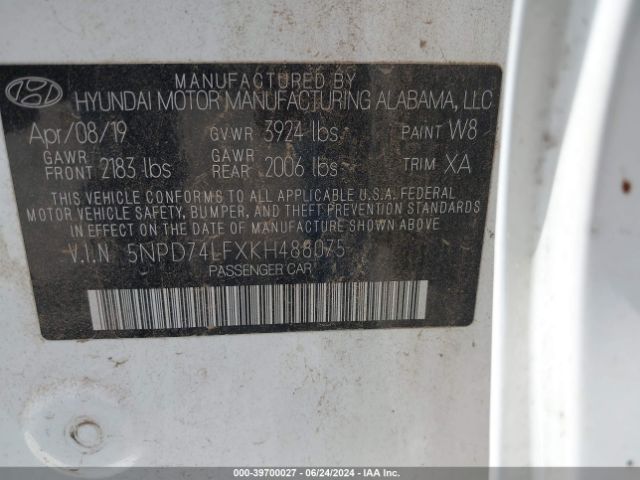 MANUFACTURED BY
HYUNDAI MOTOR MANUFACTURING ALABAMA, LLC
Apr/08/19 GVWR 3924 lbs. PAINT W8
GAWR FRONT 2183 lbs GAWR REAR 2006 lbs TRIM XA
THIS VEHICLE CONFORMS TO ALL APPLICABLE U.S.A. FEDERAL
MOTOR VEHICLE SAFETY, BUMPER, AND THEFT PREVENTION
STANDARDS IN EFFECT ON THE DATE OF MANUFACTURE
SHOWN ABOVE.
V.I.N 5NPD74LFXKH488075
PASSENGER CAR
000-39700027 - 06/24/2024 - IAAI.com